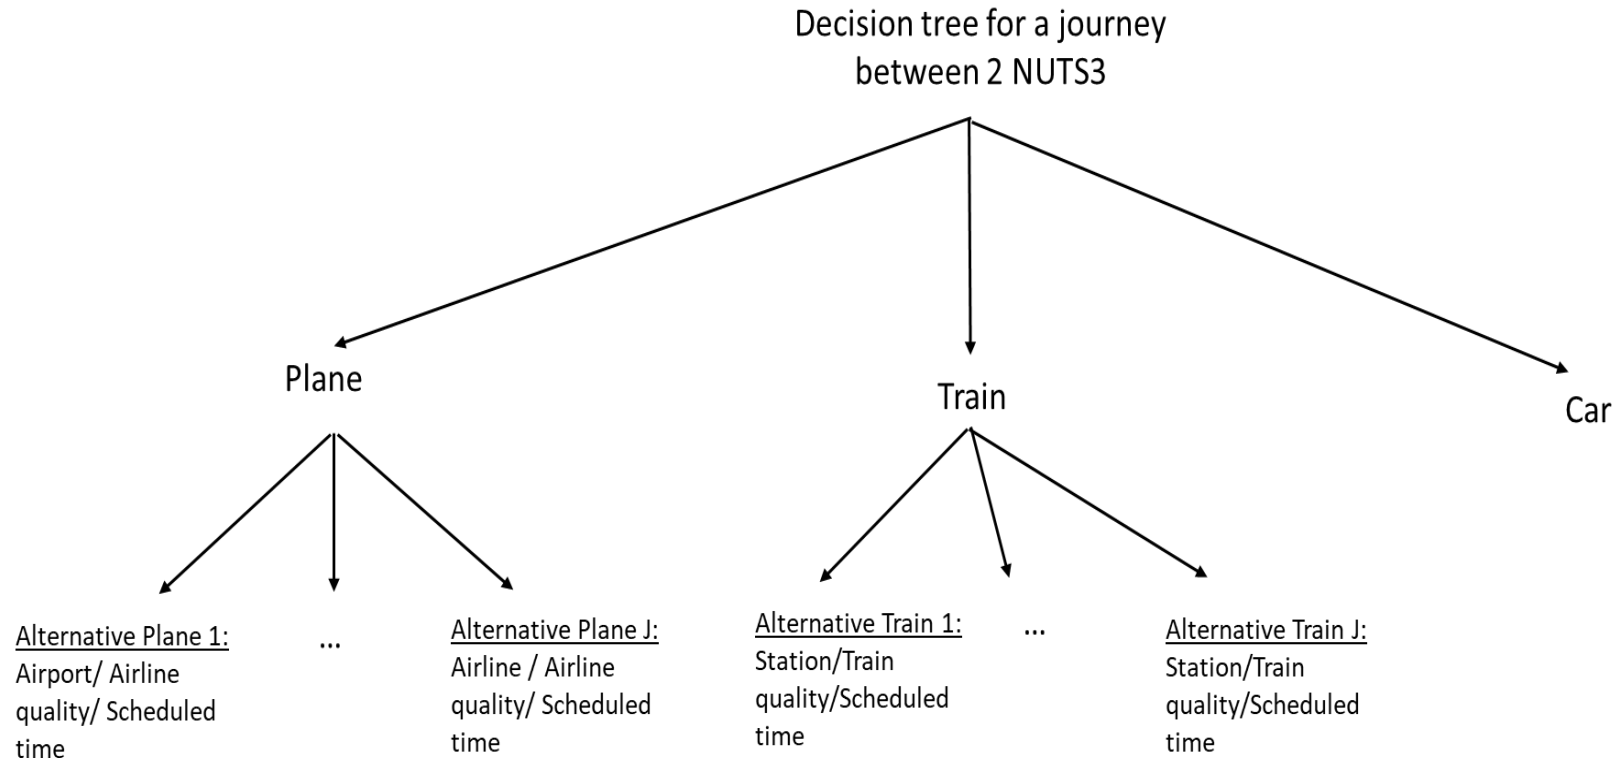 Decision tree for a journey
between 2 NUTS3
Plane
Train
Car
Alternative Plane 1:
Airport/ Airline
quality/ Scheduled
time
...
Alternative Plane J:
Airline / Airline
quality/ Scheduled
time
Alternative Train 1:
Station/Train
quality/Scheduled
time
...
Alternative Train J:
Station/Train
quality/Scheduled
time